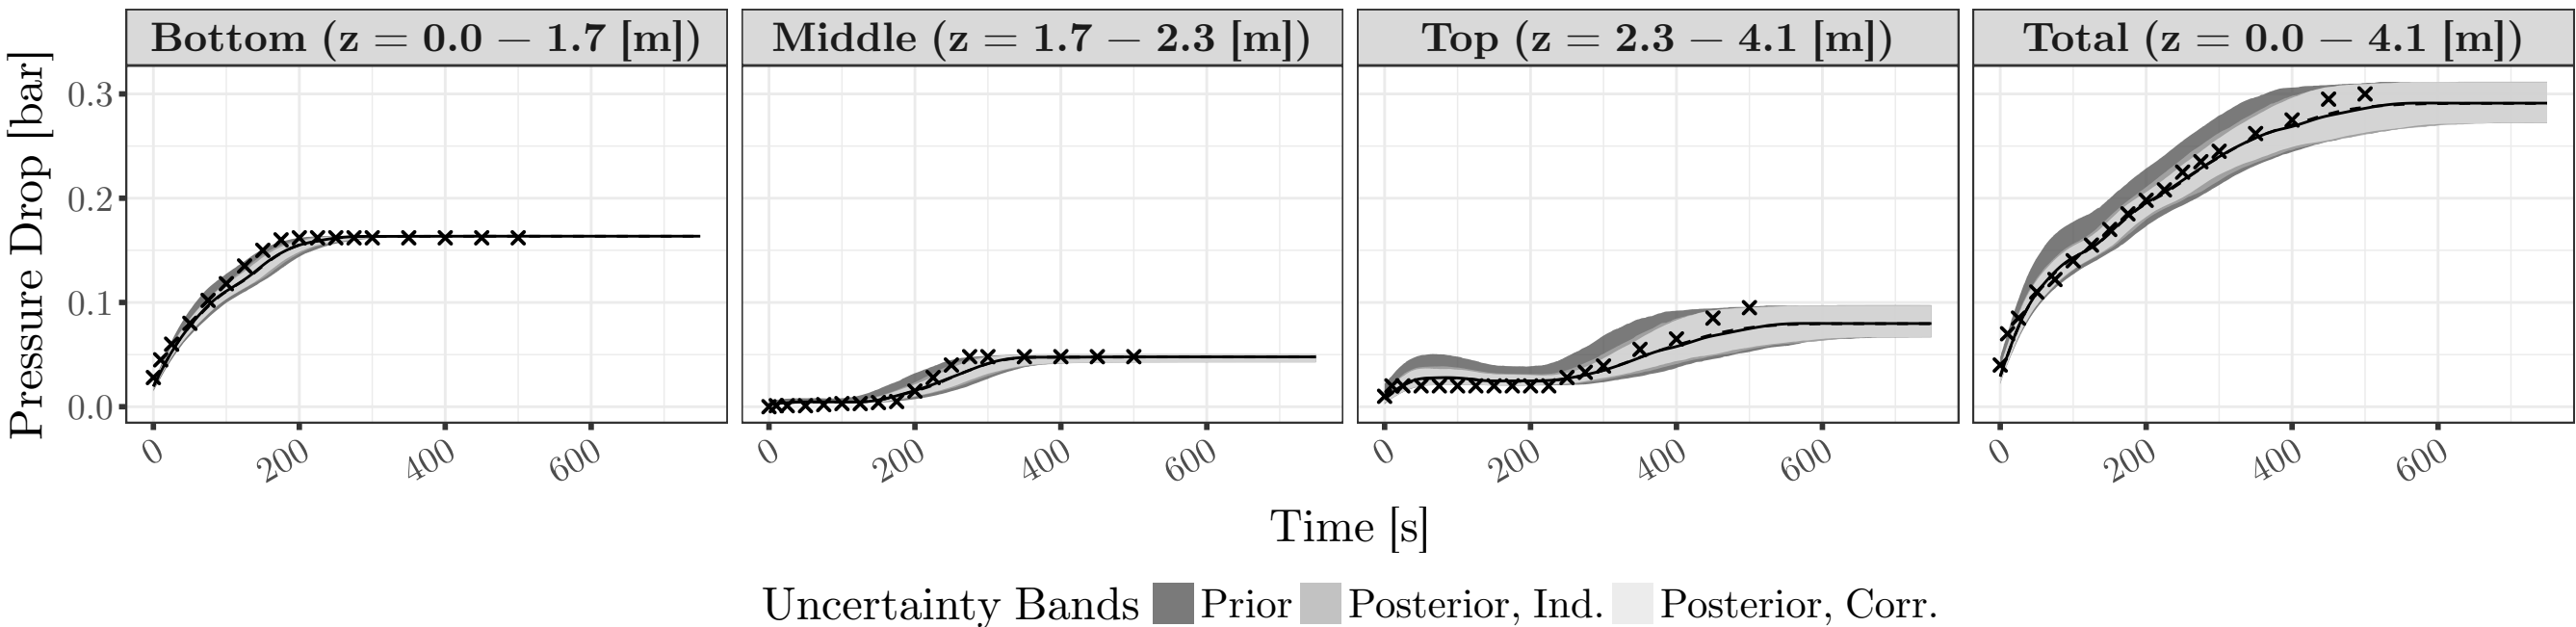 Bottom (z = 0.0 − 1.7 [m])
Middle (z = 1.7 − 2.3 [m])
Top (z = 2.3 − 4.1 [m])
Total (z = 0.0 − 4.1 [m])
Pressure Drop [bar]
0.3
0.2
0.1
0.0
0 200 400 600
0 200 400 600
0 200 400 600
0 200 400 600
Time [s]
Uncertainty Bands Prior Posterior, Ind. Posterior, Corr.